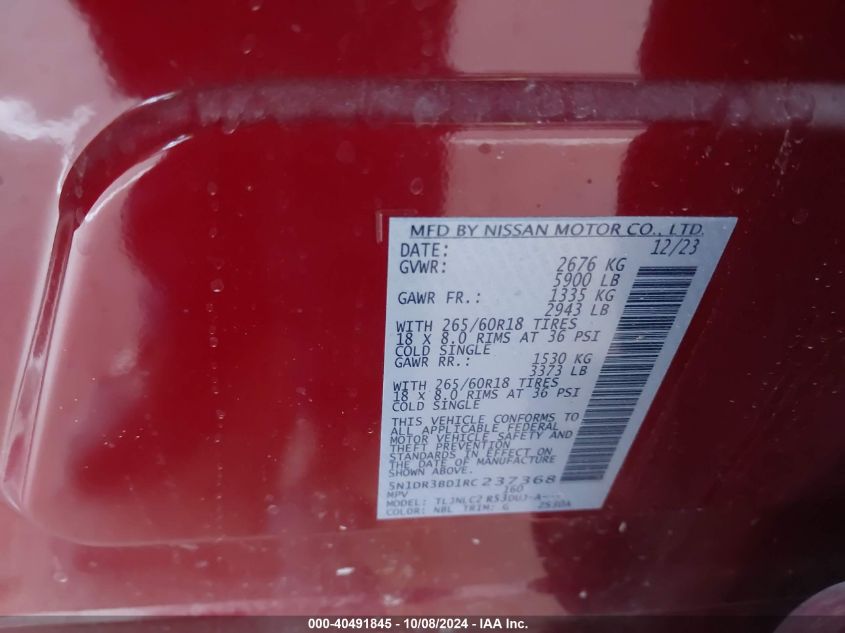 MFD BY NISSAN MOTOR CO., LTD.
DATE: 12/23
GVWR: 2676 KG
5900 LB
GAWR FR.: 1335 KG
2943 LB
WITH 265/60R18 TIRES
18 X 8.0 RIMS AT 36 PSI
COLD SINGLE
GAWR RR.: 1530 KG
3373 LB
WITH 265/60R18 TIRES
18 X 8.0 RIMS AT 36 PSI
COLD SINGLE
THIS VEHICLE CONFORMS TO
ALL APPLICABLE FEDERAL
MOTOR VEHICLE SAFETY AND
THEFT PREVENTION
STANDARDS IN EFFECT ON
THE DATE OF MANUFACTURE
SHOWN ABOVE.
5N1DR3BD1RC237368
MPV 160
MODEL: TLJNLC2
COLOR: NBL TRIM: G 2530A
000-40491845 - 10/08/2024 - IAA Inc.